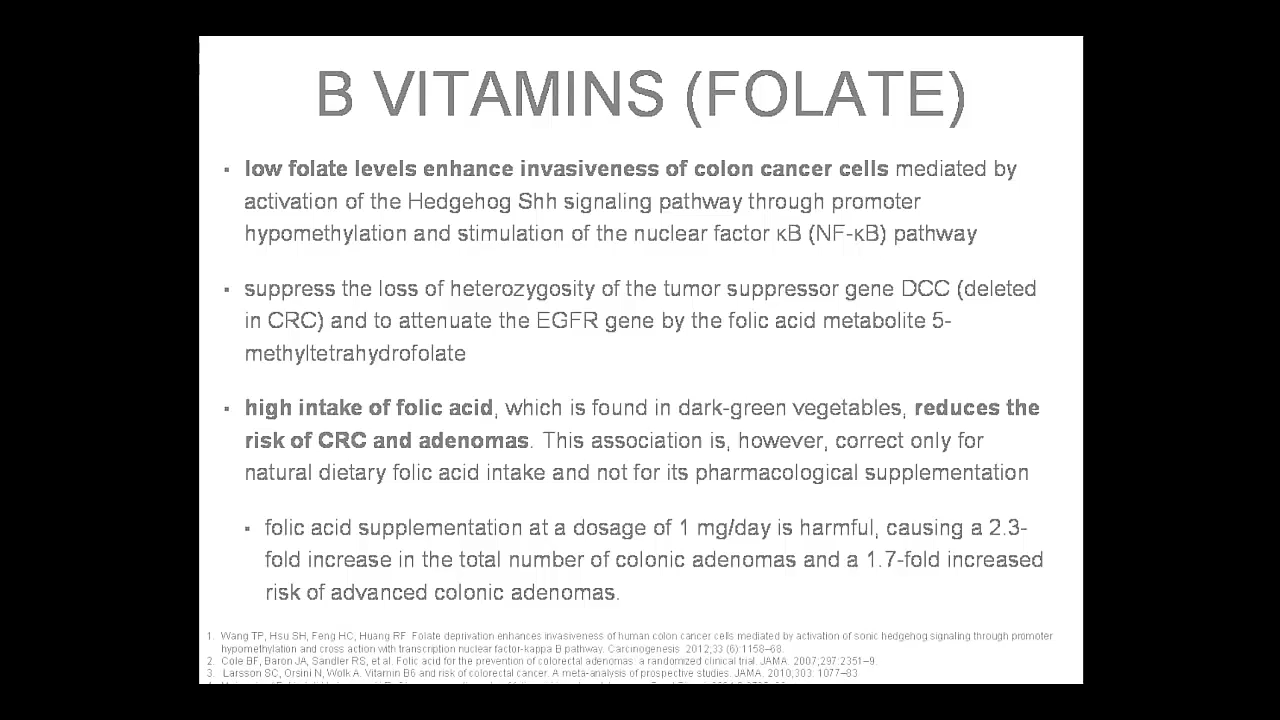 B VITAMINS (FOLATE)
▪ low folate levels enhance invasiveness of colon cancer cells mediated by
activation of the Hedgehog Shh signaling pathway through promoter
hypomethylation and stimulation of the nuclear factor κB (NF-κB) pathway
▪ suppress the loss of heterozygosity of the tumor suppressor gene DCC (deleted
in CRC) and to attenuate the EGFR gene by the folic acid metabolite 5-
methyltetrahydrofolate
▪ high intake of folic acid, which is found in dark-green vegetables, reduces the
risk of CRC and adenomas. This association is, however, correct only for
natural dietary folic acid intake and not for its pharmacological supplementation
▪ folic acid supplementation at a dosage of 1 mg/day is harmful, causing a 2.3-
fold increase in the total number of colonic adenomas and a 1.7-fold increased
risk of advanced colonic adenomas.
1. Wang TP, Hsu SH, Feng HC, Huang RF. Folate deprivation enhances invasiveness of human colon cancer cells mediated by activation of sonic hedgehog signaling through promoter
hypomethylation and cross action with transcription nuclear factor-kappa B pathway. Carcinogenesis. 2012;33 (6):1158–68.
2. Cole BF, Baron JA, Sandler RS, et al. Folic acid for the prevention of colorectal adenomas: a randomized clinical trial. JAMA. 2007;297:2351–9.
3. Larsson SC, Orsini N, Wolk A. Vitamin B6 and risk of colorectal cancer. A meta-analysis of prospective studies. JAMA. 2010;303: 1077–83